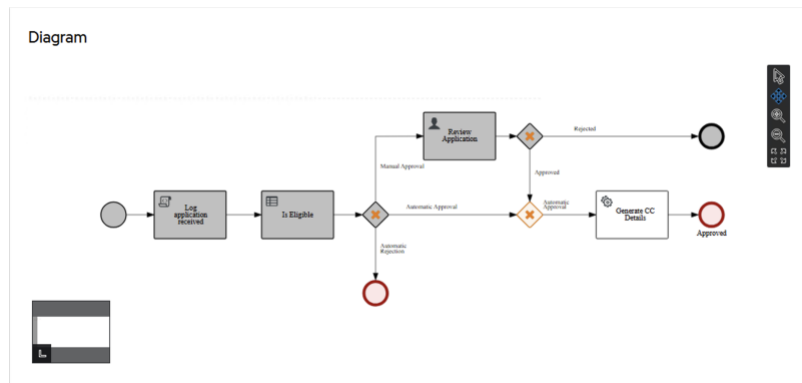 Diagram
Review
Application
Rejected
Manual Approval
Approved
Log
application
received
Is Eligible
Automatic Approval
Automatic
Approval
Generate CC
Details
Approved
Automatic
Rejection